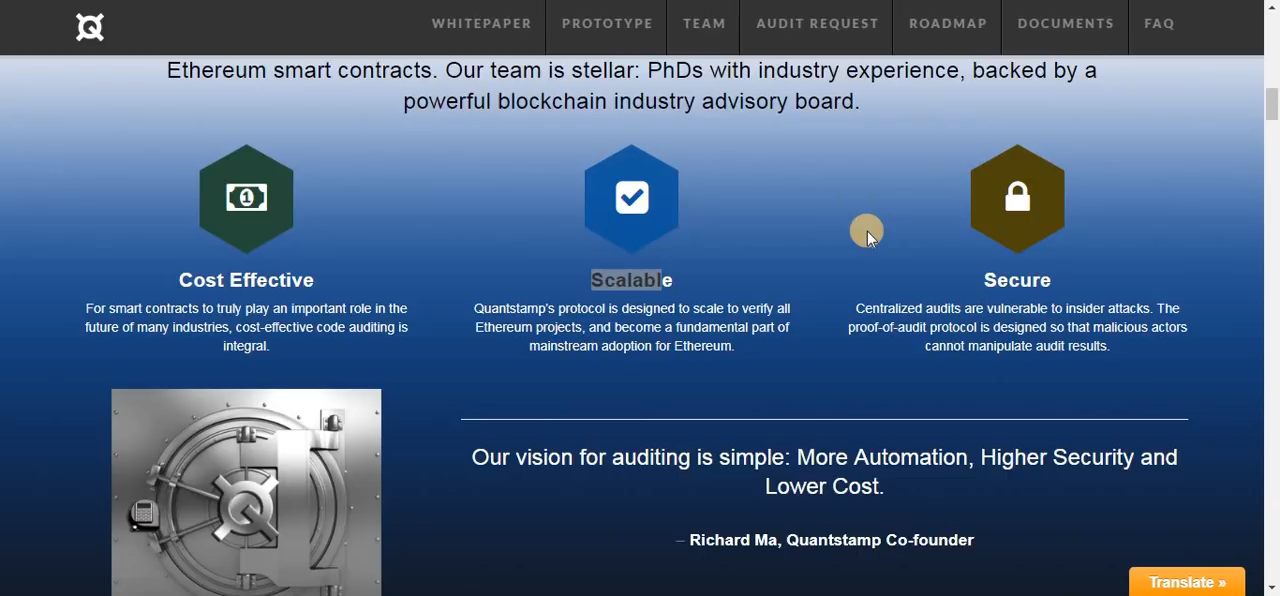 WHITEPAPER PROTOTYPE TEAM AUDIT REQUEST ROADMAP DOCUMENTS FAQ
Ethereum smart contracts. Our team is stellar: PhDs with industry experience, backed by a
powerful blockchain industry advisory board.
1
Cost Effective
For smart contracts to truly play an important role in the
future of many industries, cost-effective code auditing is
integral.
Scalable
Quantstamp's protocol is designed to scale to verify all
Ethereum projects, and become a fundamental part of
mainstream adoption for Ethereum.
Secure
Centralized audits are vulnerable to insider attacks. The
proof-of-audit protocol is designed so that malicious actors
cannot manipulate audit results.
Our vision for auditing is simple: More Automation, Higher Security and
Lower Cost.
– Richard Ma, Quantstamp Co-founder
Translate »